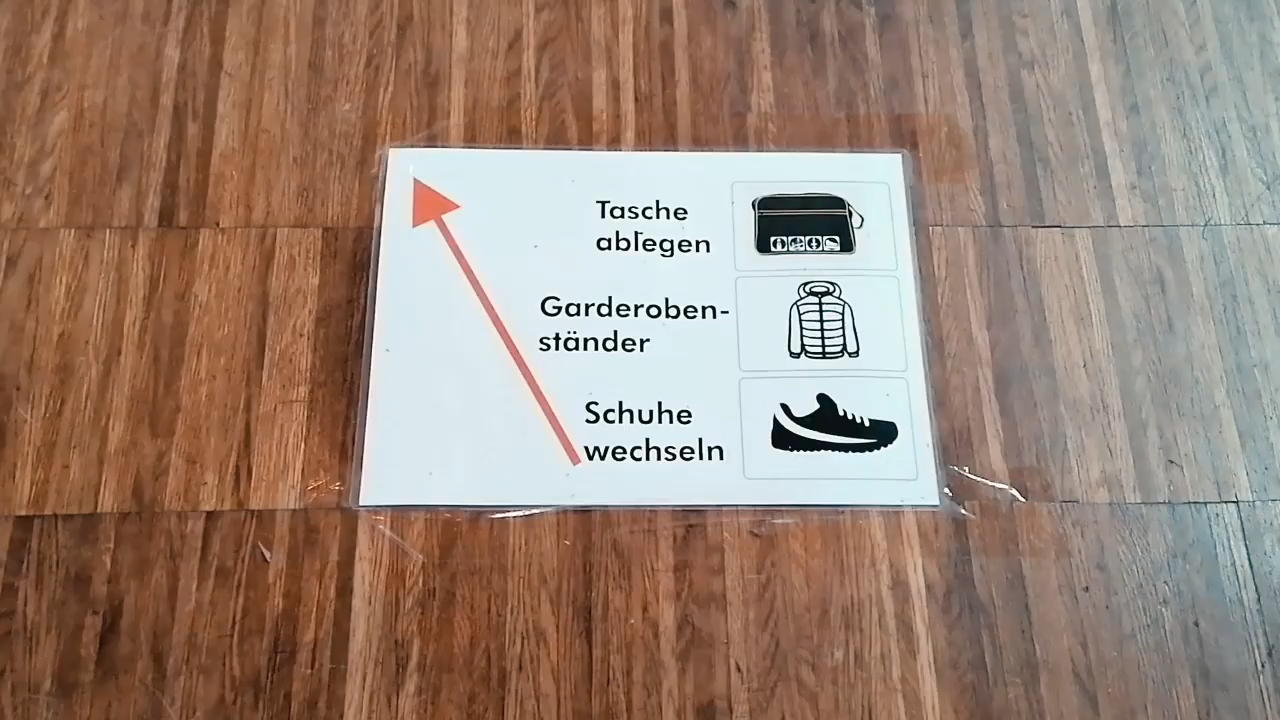 Tasche
ablegen
Garderoben-
ständer
Schuhe
wechseln